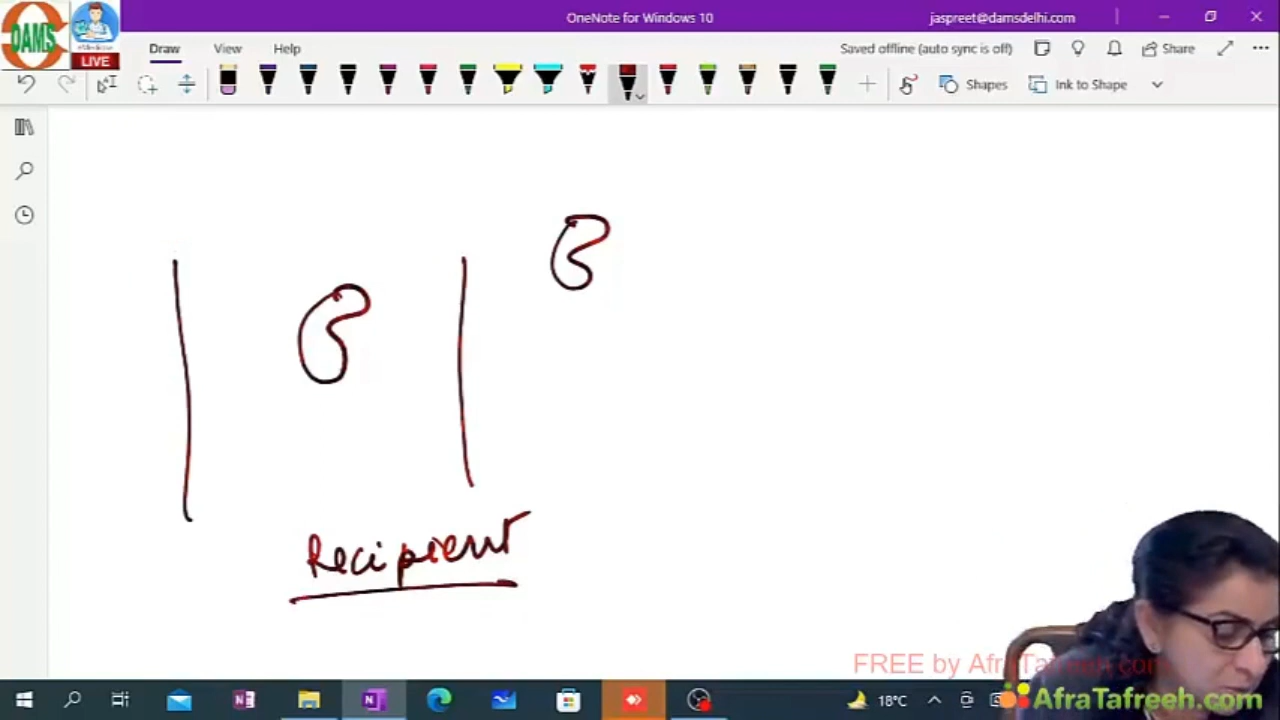 DAMS
eMedicoz
LIVE
OneNote for Windows 10
jaspreet@damsdelhi.com
Draw
View
Help
Saved offline (auto sync is off)
Share
Shapes
Ink to Shape
Recipient
FREE by AfraTafreeh.com
18°C
AfraTafreeh.com